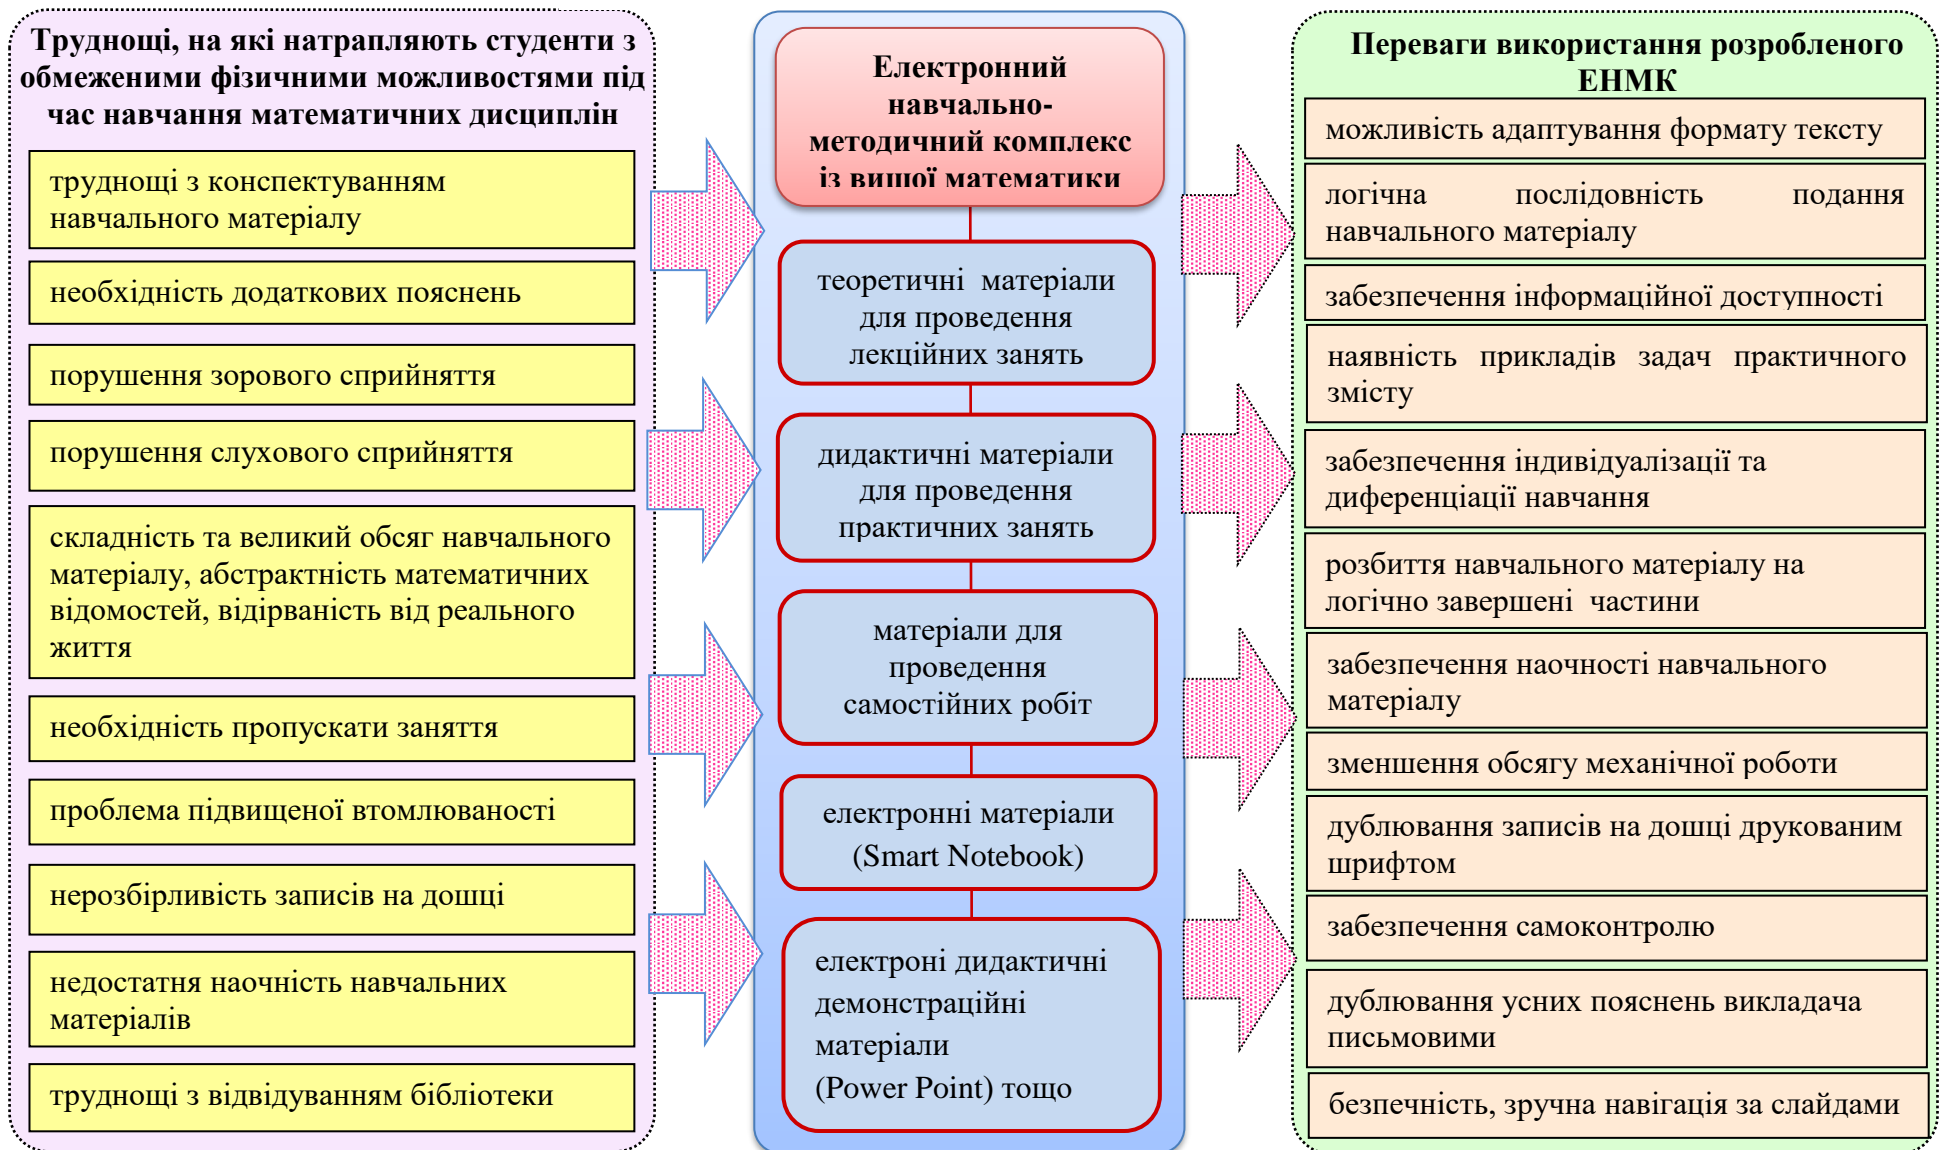 Труднощі, на які натрапляють студенти з
обмеженими фізичними можливостями під
час навчання математичних дисциплін
труднощі з конспектуванням
навчального матеріалу
необхідність додаткових пояснень
порушення зорового сприйняття
порушення слухового сприйняття
складність та великий обсяг навчального
матеріалу, абстрактність математичних
відомостей, відірваність від реального
життя
необхідність пропускати заняття
проблема підвищеної втомлюваності
нерозбірливість записів на дошці
недостатня наочність навчальних
матеріалів
труднощі з відвідуванням бібліотеки
Електронний
навчально-
методичний комплекс
із вищої математики
теоретичні матеріали
для проведення
лекційних занять
дидактичні матеріали
для проведення
практичних занять
матеріали для
проведення
самостійних робіт
електронні матеріали
(Smart Notebook)
електроні дидактичні
демонстраційні
матеріали
(Power Point) тощо
Переваги використання розробленого
ЕНМК
можливість адаптування формату тексту
логічна послідовність подання
навчального матеріалу
забезпечення інформаційної доступності
наявність прикладів задач практичного
змісту
забезпечення індивідуалізації та
диференціації навчання
розбиття навчального матеріалу на
логічно завершені частини
забезпечення наочності навчального
матеріалу
зменшення обсягу механічної роботи
дублювання записів на дошці друкованим
шрифтом
забезпечення самоконтролю
дублювання усних пояснень викладача
письмовими
безпечність, зручна навігація за слайдами